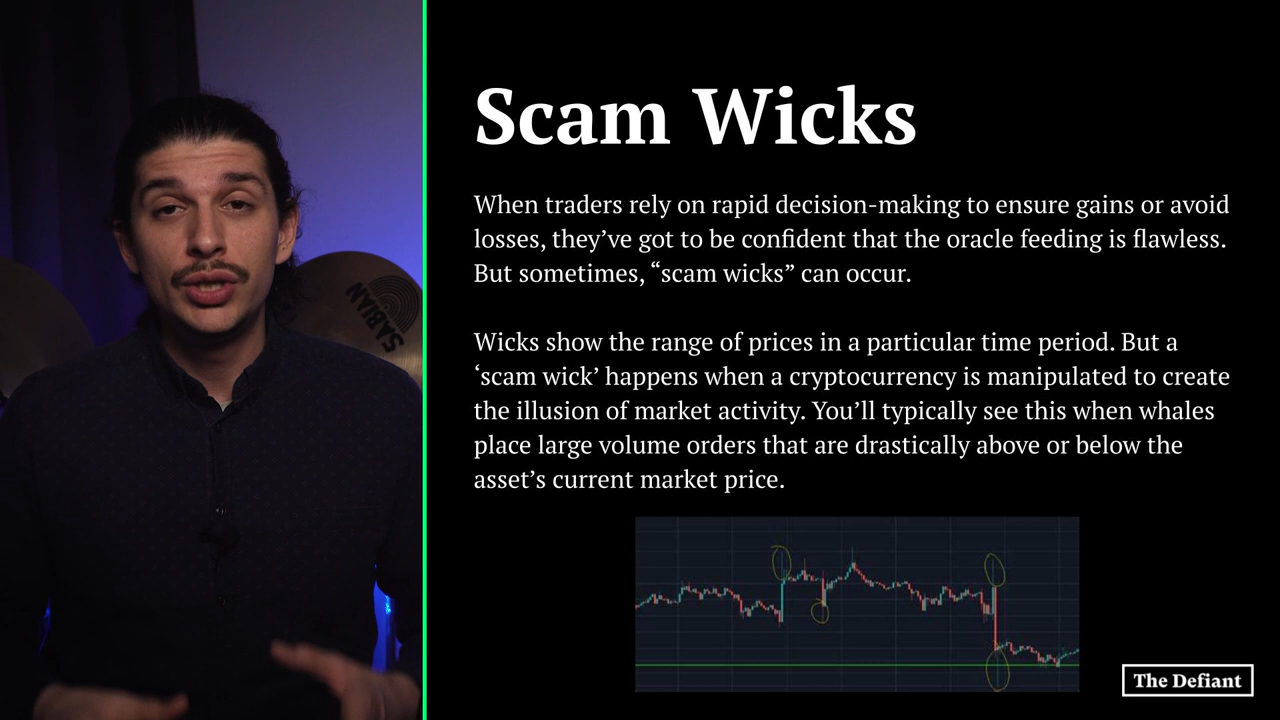 Scam Wicks
When traders rely on rapid decision-making to ensure gains or avoid
losses, they’ve got to be confident that the oracle feeding is flawless.
But sometimes, “scam wicks” can occur.
Wicks show the range of prices in a particular time period. But a
‘scam wick’ happens when a cryptocurrency is manipulated to create
the illusion of market activity. You’ll typically see this when whales
place large volume orders that are drastically above or below the
asset’s current market price.
SABIAN
The Defiant